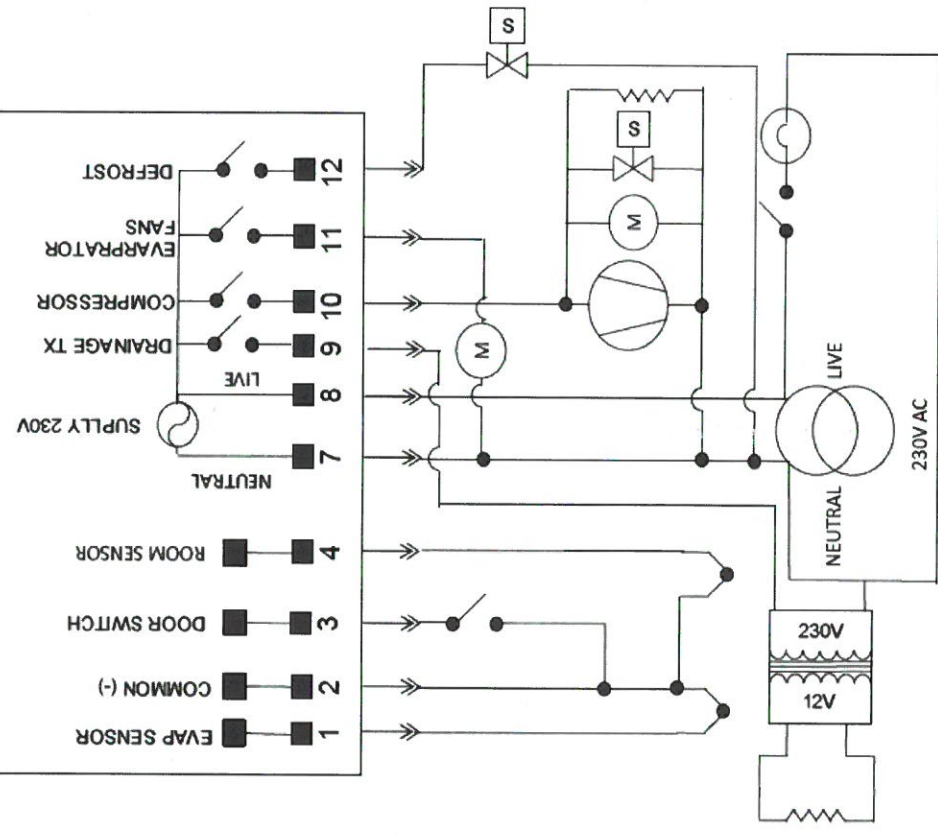 S
DEFROST
12
EVARPRATOR
FANS
11
COMPRESSOR
10
DRAINAGE TX
9
LIVE
8
SUPLLY 230V
NEUTRAL
7
ROOM SENSOR
4
DOOR SWITCH
3
COMMON (-)
2
EVAP SENSOR
1
S
M
M
LIVE
NEUTRAL
230V AC
230V
12V